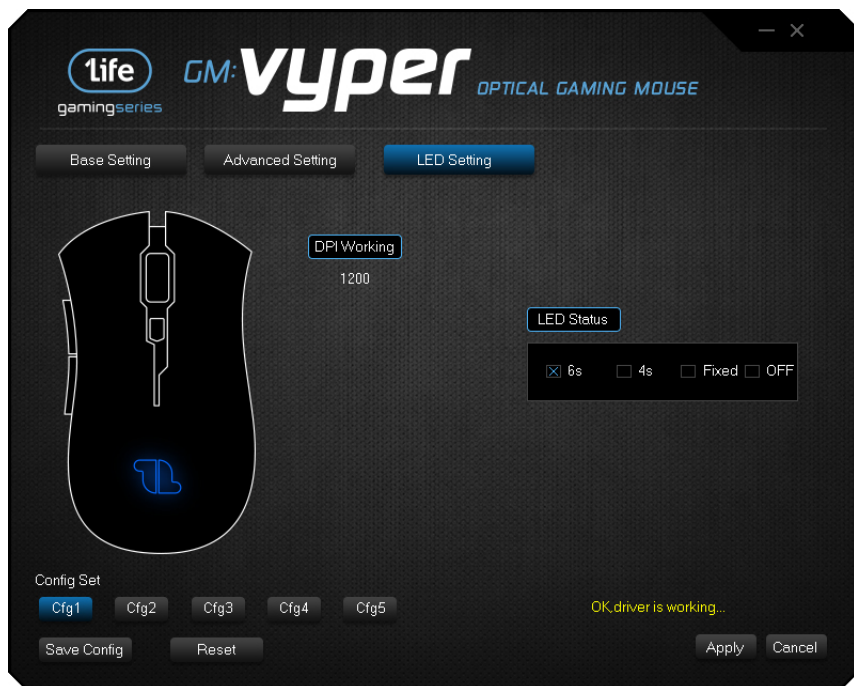 1life
gamingseries
GM: vyper OPTICAL GAMING MOUSE
Base Setting Advanced Setting LED Setting
DPI Working
1200
LED Status
6s 4s Fixed OFF
Config Set
Cfg1 Cfg2 Cfg3 Cfg4 Cfg5
OK,driver is working...
Save Config Reset Apply Cancel